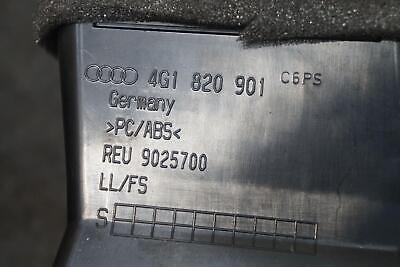 4G1 820 901 C6PS
Germany
>PC/ABS<
REU 9025700
LL/FS
S